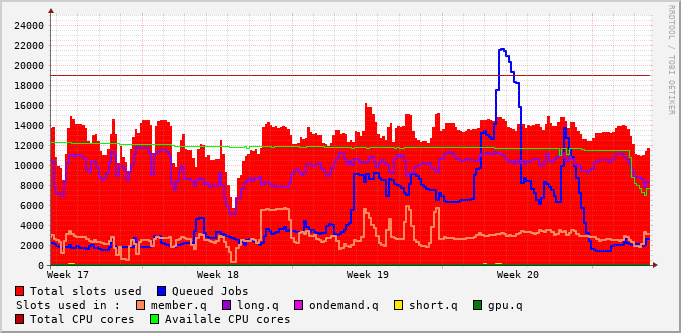 RRDTOOL / TOBI OETIKER
24000
22000
20000
18000
16000
14000
12000
10000
8000
6000
4000
2000
0
Week 17 Week 18 Week 19 Week 20
Total slots used Queued Jobs
Slots used in : member.q long.q ondemand.q short.q gpu.q
Total CPU cores Availale CPU cores